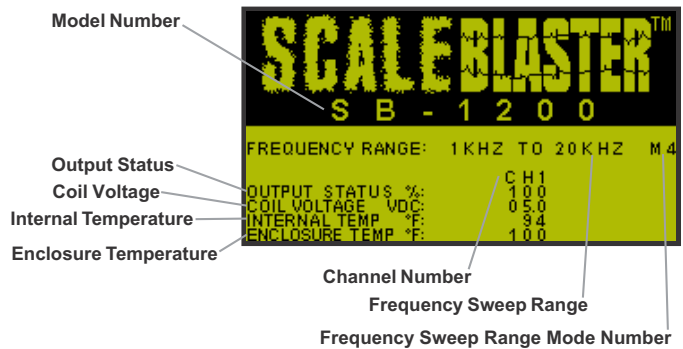 Model Number
SCALEBLASTER™
SB-1200
FREQUENCY RANGE: 1KHZ TO 20KHZ M4
CH1
Output Status
OUTPUT STATUS %: 100
Coil Voltage
COIL VOLTAGE VDC: 05.0
Internal Temperature
INTERNAL TEMP °F: 94
Enclosure Temperature
ENCLOSURE TEMP °F: 100
Channel Number
Frequency Sweep Range
Frequency Sweep Range Mode Number